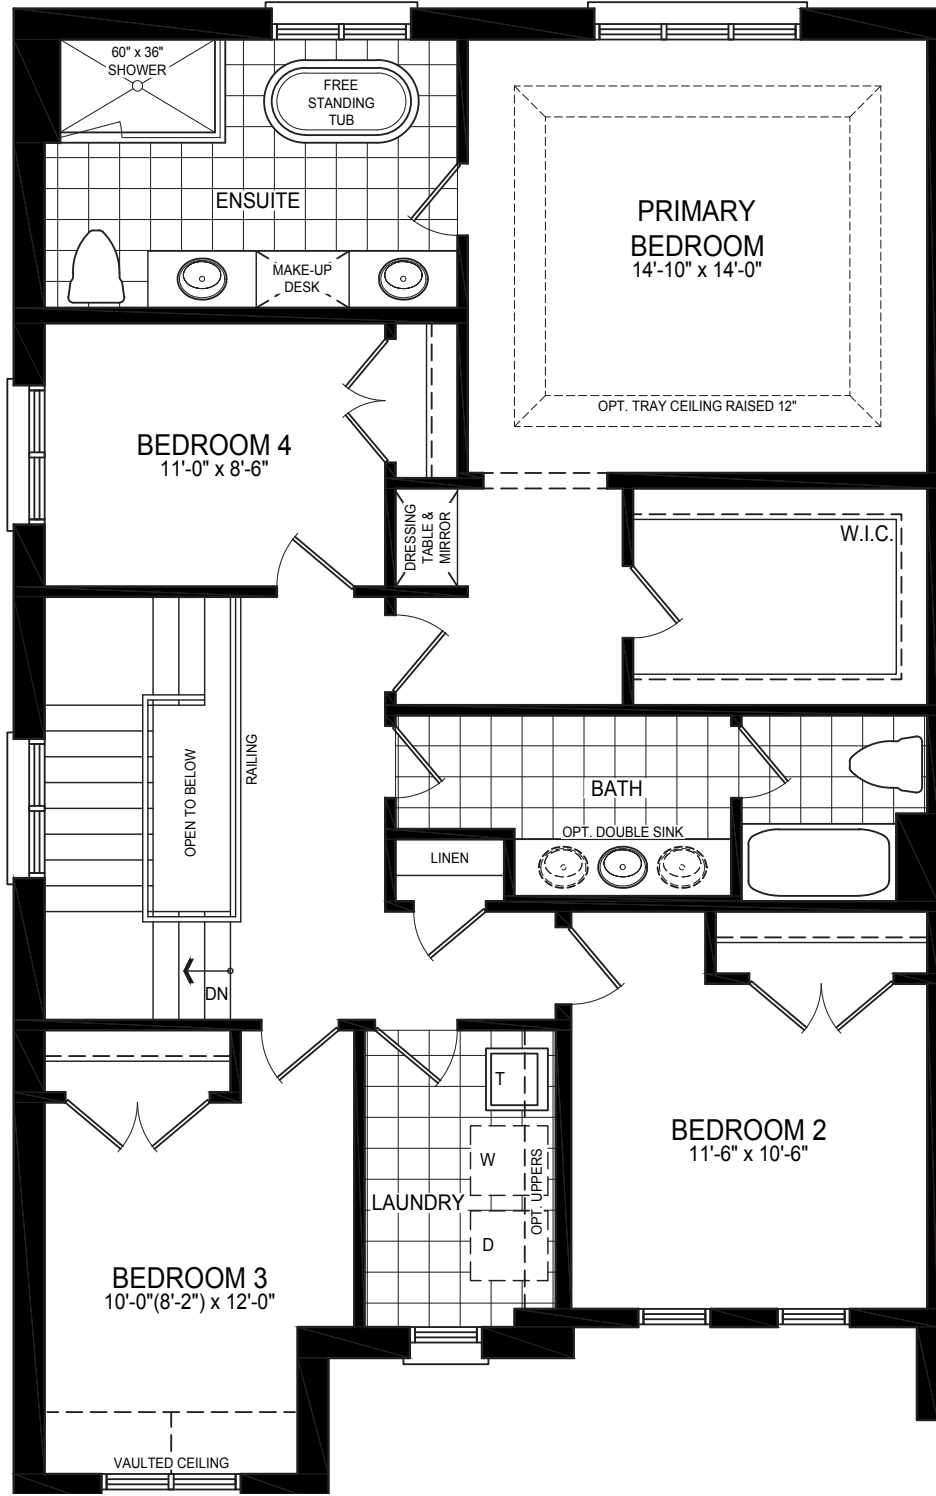 60" x 36"
SHOWER
FREE
STANDING
TUB
ENSUITE
MAKE-UP
DESK
PRIMARY
BEDROOM
14'-10" x 14'-0"
OPT. TRAY CEILING RAISED 12"
BEDROOM 4
11'-0" x 8'-6"
DRESSING
TABLE &
MIRROR
W.I.C.
OPEN TO BELOW
RAILING
BATH
OPT. DOUBLE SINK
LINEN
DN
T
W
D
OPT. UPPERS
LAUNDRY
BEDROOM 2
11'-6" x 10'-6"
BEDROOM 3
10'-0"(8'-2") x 12'-0"
VAULTED CEILING